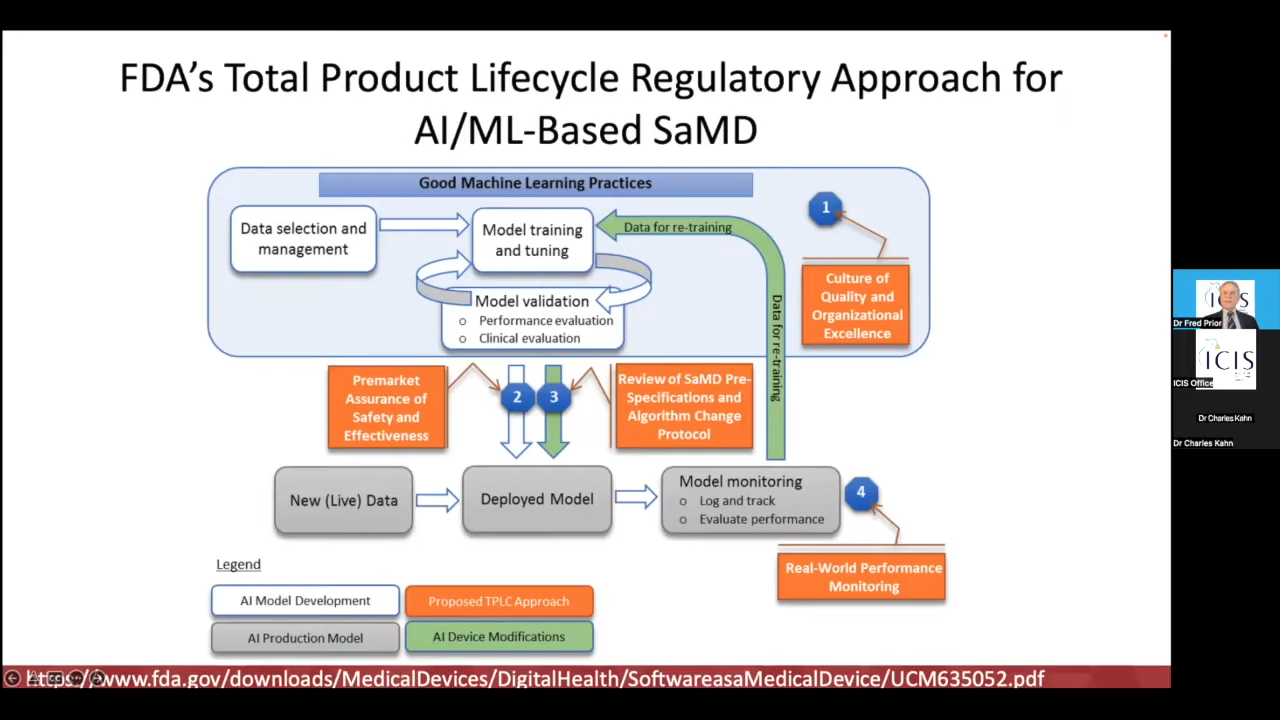 FDA's Total Product Lifecycle Regulatory Approach for
AI/ML-Based SaMD
Good Machine Learning Practices
Data selection and
management
Model training
and tuning
Data for re-training
1
Culture of
Quality and
Organizational
Excellence
Model validation
o Performance evaluation
o Clinical evaluation
Data for re-training
Premarket
Assurance of
Safety and
Effectiveness
2
3
Review of SaMD Pre-
Specifications and
Algorithm Change
Protocol
New (Live) Data
Deployed Model
Model monitoring
o Log and track
o Evaluate performance
4
Real-World Performance
Monitoring
Legend
AI Model Development
Proposed TPLC Approach
AI Production Model
AI Device Modifications
https://www.fda.gov/downloads/MedicalDevices/DigitalHealth/SoftwareasaMedicalDevice/UCM635052.pdf
Dr Fred Prior
ICIS
ICIS Office
Dr Charles Kahn
Dr Charles Kahn